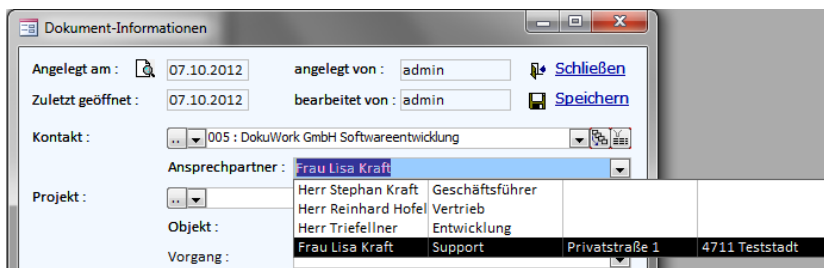 Dokument-Informationen
Angelegt am : 07.10.2012 angelegt von : admin Schließen
Zuletzt geöffnet : 07.10.2012 bearbeitet von : admin Speichern
Kontakt : .. 005 : DokuWork GmbH Softwareentwicklung
Ansprechpartner : Frau Lisa Kraft
Projekt : ..
Herr Stephan Kraft Geschäftsführer
Herr Reinhard Hofel Vertrieb
Objekt : Herr Triefellner Entwicklung
Frau Lisa Kraft Support Privatstraße 1 4711 Teststadt
Vorgang :